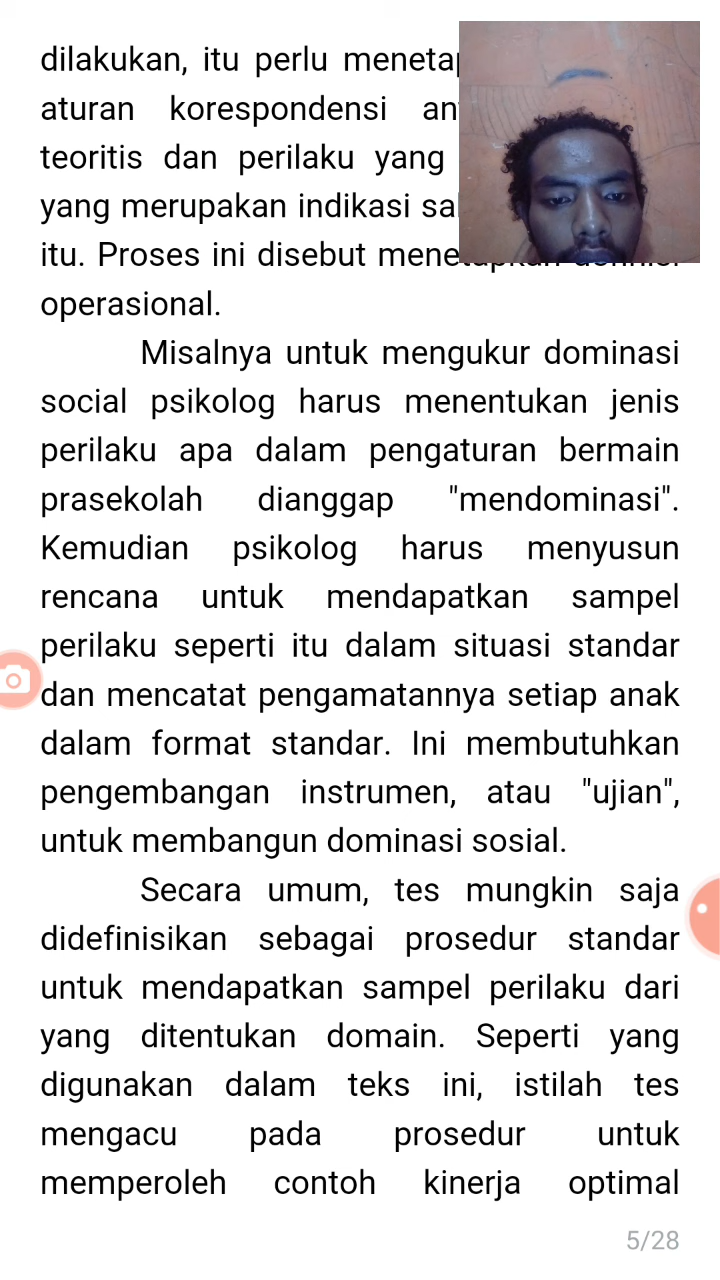 dilakukan, itu perlu
aturan korespondensi
teoritis dan perilaku yang
yang merupakan indikasi
itu. Proses ini disebut menetapkan definisi
operasional.
Misalnya untuk mengukur dominasi
social psikolog harus menentukan jenis
perilaku apa dalam pengaturan bermain
prasekolah dianggap "mendominasi".
Kemudian psikolog harus menyusun
rencana untuk mendapatkan sampel
perilaku seperti itu dalam situasi standar
dan mencatat pengamatannya setiap anak
dalam format standar. Ini membutuhkan
pengembangan instrumen, atau "ujian",
untuk membangun dominasi sosial.
Secara umum, tes mungkin saja
didefinisikan sebagai prosedur standar
untuk mendapatkan sampel perilaku dari
yang ditentukan domain. Seperti yang
digunakan dalam teks ini, istilah tes
mengacu pada prosedur untuk
memperoleh contoh kinerja optimal
5/28